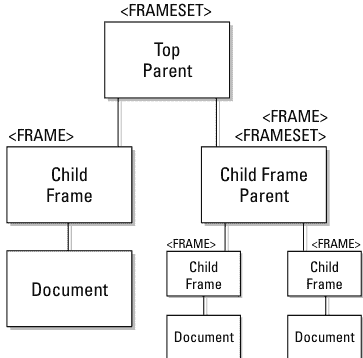 <FRAMESET>
Top
Parent
<FRAME>
<FRAMESET>
<FRAME>
Child
Frame
Child Frame
Parent
<FRAME>
<FRAME>
Document
Child
Frame
Child
Frame
Document
Document